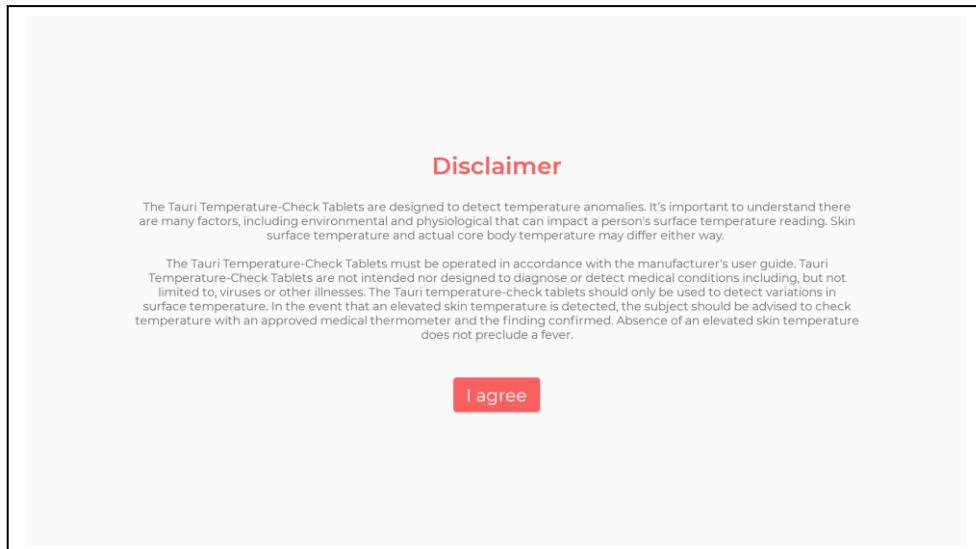 Disclaimer
The Tauri Temperature-Check Tablets are designed to detect temperature anomalies. It's important to understand there
are many factors, including environmental and physiological that can impact a person's surface temperature reading. Skin
surface temperature and actual core body temperature may differ either way.
The Tauri Temperature-Check Tablets must be operated in accordance with the manufacturer's user guide. Tauri
Temperature-Check Tablets are not intended nor designed to diagnose or detect medical conditions including, but not
limited to, viruses or other illnesses. The Tauri temperature-check tablets should only be used to detect variations in
surface temperature. In the event that an elevated skin temperature is detected, the subject should be advised to check
temperature with an approved medical thermometer and the finding confirmed. Absence of an elevated skin temperature
does not preclude a fever.
I agree